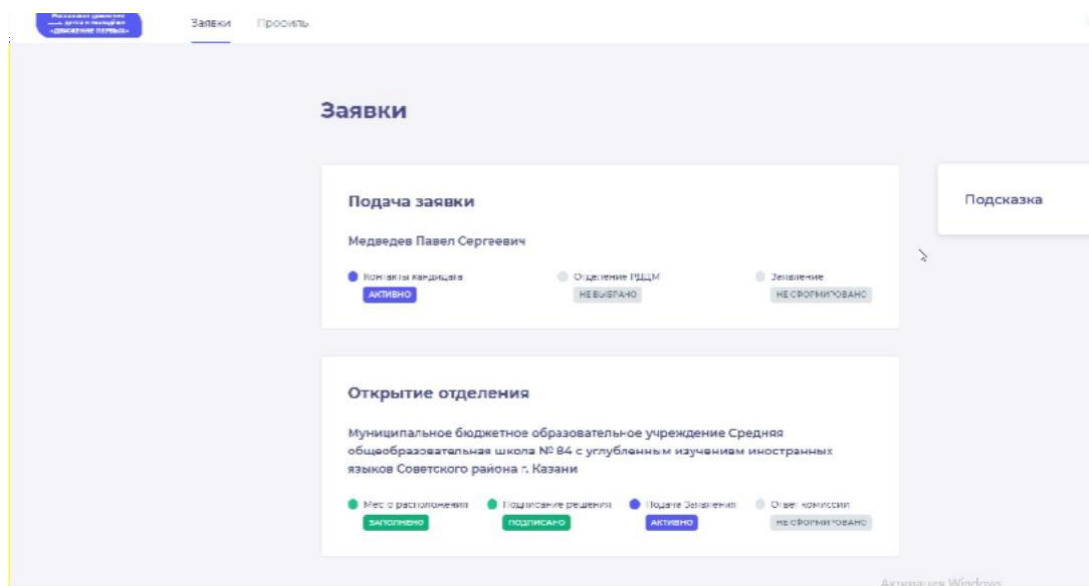 «ДВИЖЕНИЕ ПЕРВЫХ»
Заявки Профиль
Заявки
Подача заявки
Подсказка
Медведев Павел Сергеевич
Контакты кандидата Отделение РДДМ Заявление
АКТИВНО НЕ ВЫБРАНО НЕ СФОРМИРОВАНО
Открытие отделения
Муниципальное бюджетное образовательное учреждение Средняя
общеобразовательная школа № 84 с углубленным изучением иностранных
языков Советского района г. Казани
Место расположения Подписание решения Подача Заявления Ответ комиссии
ЗАПОЛНЕНО ПОДПИСАНО АКТИВНО НЕ СФОРМИРОВАНО
Активация Windows